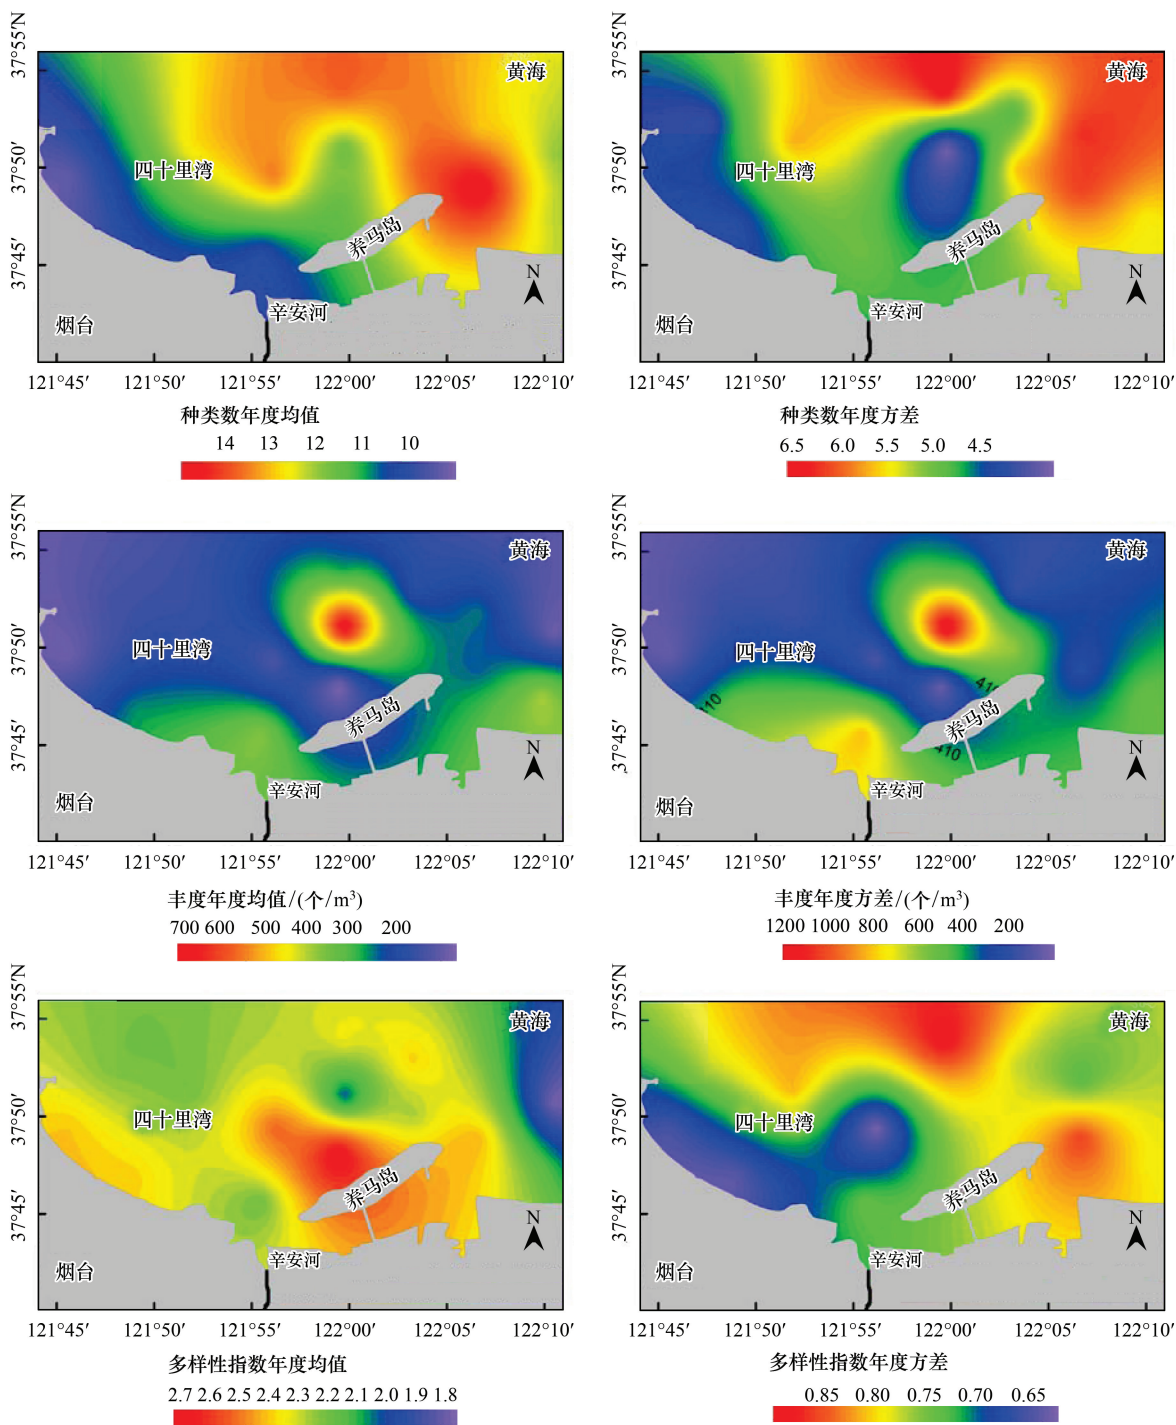 37°55′N
37°50′
37°45′
黄海
四十里湾
养马岛
辛安河
烟台
N
121°45′ 121°50′ 121°55′ 122°00′ 122°05′ 122°10′
种类数年度均值
14 13 12 11 10
37°55′N
37°50′
37°45′
黄海
四十里湾
养马岛
辛安河
烟台
N
121°45′ 121°50′ 121°55′ 122°00′ 122°05′ 122°10′
种类数年度方差
6.5 6.0 5.5 5.0 4.5
37°55′N
37°50′
37°45′
黄海
四十里湾
养马岛
辛安河
烟台
N
121°45′ 121°50′ 121°55′ 122°00′ 122°05′ 122°10′
丰度年度均值/(个/m³)
700 600 500 400 300 200
37°55′N
37°50′
37°45′
黄海
四十里湾
410
410
养马岛
410
辛安河
烟台
N
121°45′ 121°50′ 121°55′ 122°00′ 122°05′ 122°10′
丰度年度方差/(个/m³)
1200 1000 800 600 400 200
37°55′N
37°50′
37°45′
黄海
四十里湾
养马岛
辛安河
烟台
N
121°45′ 121°50′ 121°55′ 122°00′ 122°05′ 122°10′
多样性指数年度均值
2.7 2.6 2.5 2.4 2.3 2.2 2.1 2.0 1.9 1.8
37°55′N
37°50′
37°45′
黄海
四十里湾
养马岛
辛安河
烟台
N
121°45′ 121°50′ 121°55′ 122°00′ 122°05′ 122°10′
多样性指数年度方差
0.85 0.80 0.75 0.70 0.65